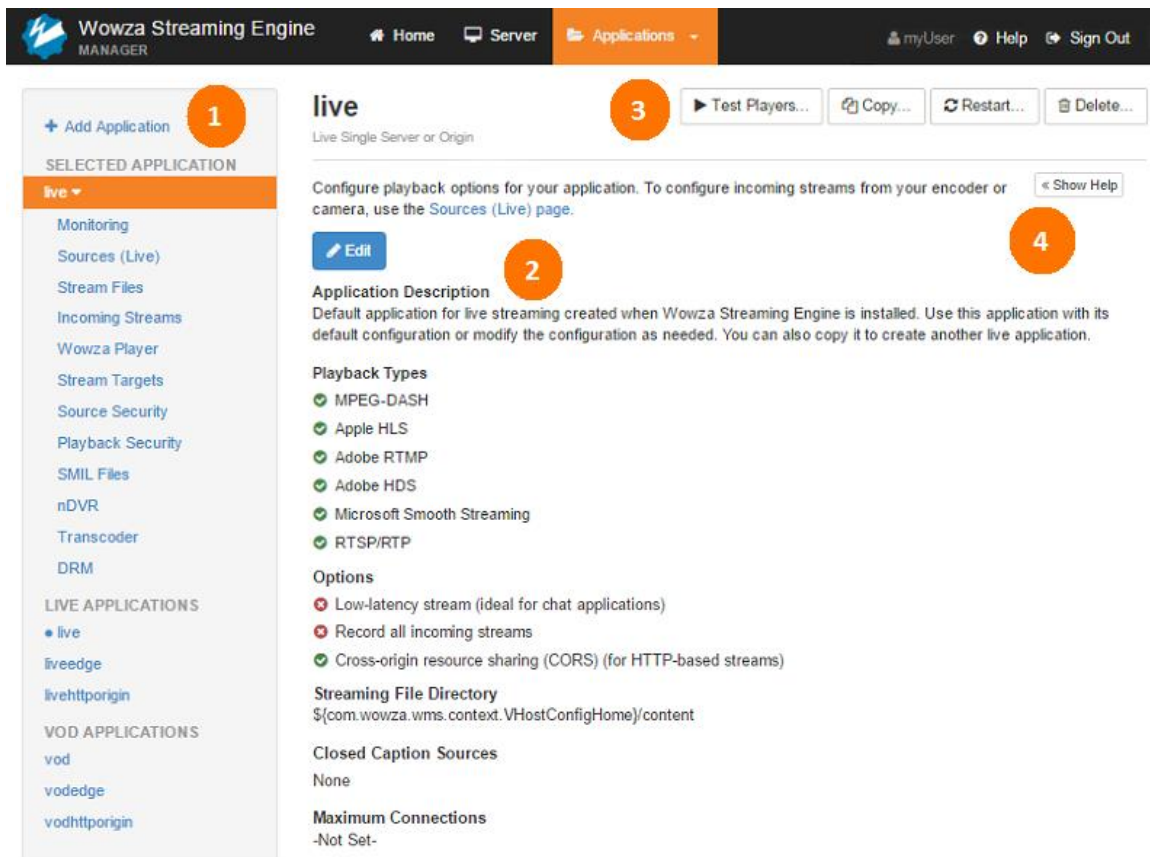 Wowza Streaming Engine
MANAGER
Home
Server
Applications
myUser
Help
Sign Out
+ Add Application
1
SELECTED APPLICATION
live
Monitoring
Sources (Live)
Stream Files
Incoming Streams
Wowza Player
Stream Targets
Source Security
Playback Security
SMIL Files
nDVR
Transcoder
DRM
LIVE APPLICATIONS
• live
liveedge
livehttporigin
VOD APPLICATIONS
vod
vodedge
vodhttporigin
live
Live Single Server or Origin
3
Test Players...
Copy...
Restart...
Delete...
Configure playback options for your application. To configure incoming streams from your encoder or
camera, use the Sources (Live) page.
« Show Help
4
Edit
2
Application Description
Default application for live streaming created when Wowza Streaming Engine is installed. Use this application with its
default configuration or modify the configuration as needed. You can also copy it to create another live application.
Playback Types
MPEG-DASH
Apple HLS
Adobe RTMP
Adobe HDS
Microsoft Smooth Streaming
RTSP/RTP
Options
Low-latency stream (ideal for chat applications)
Record all incoming streams
Cross-origin resource sharing (CORS) (for HTTP-based streams)
Streaming File Directory
${com.wowza.wms.context.VHostConfigHome}/content
Closed Caption Sources
None
Maximum Connections
-Not Set-